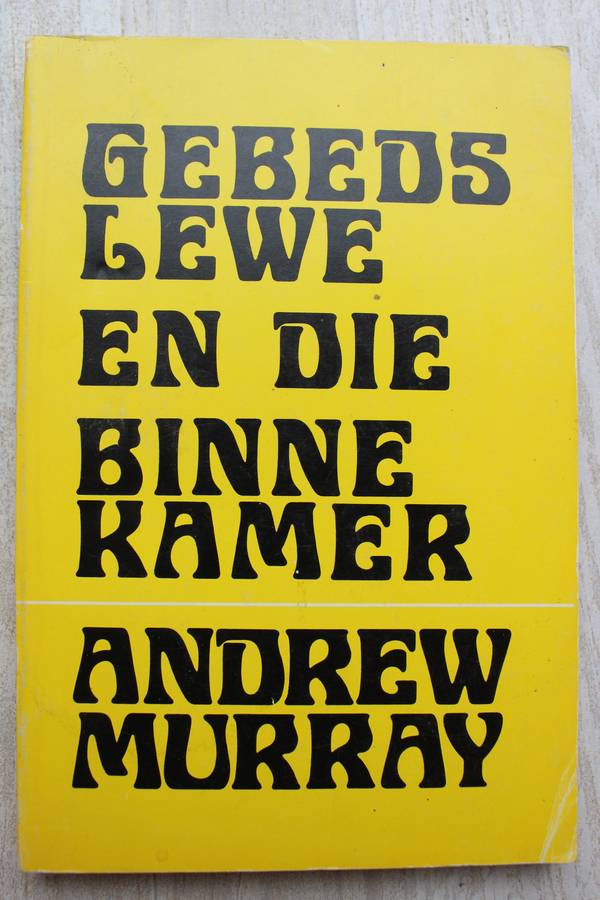 GEBEDS
LEWE
EN DIE
BINNE
KAMER
ANDREW
MURRAY